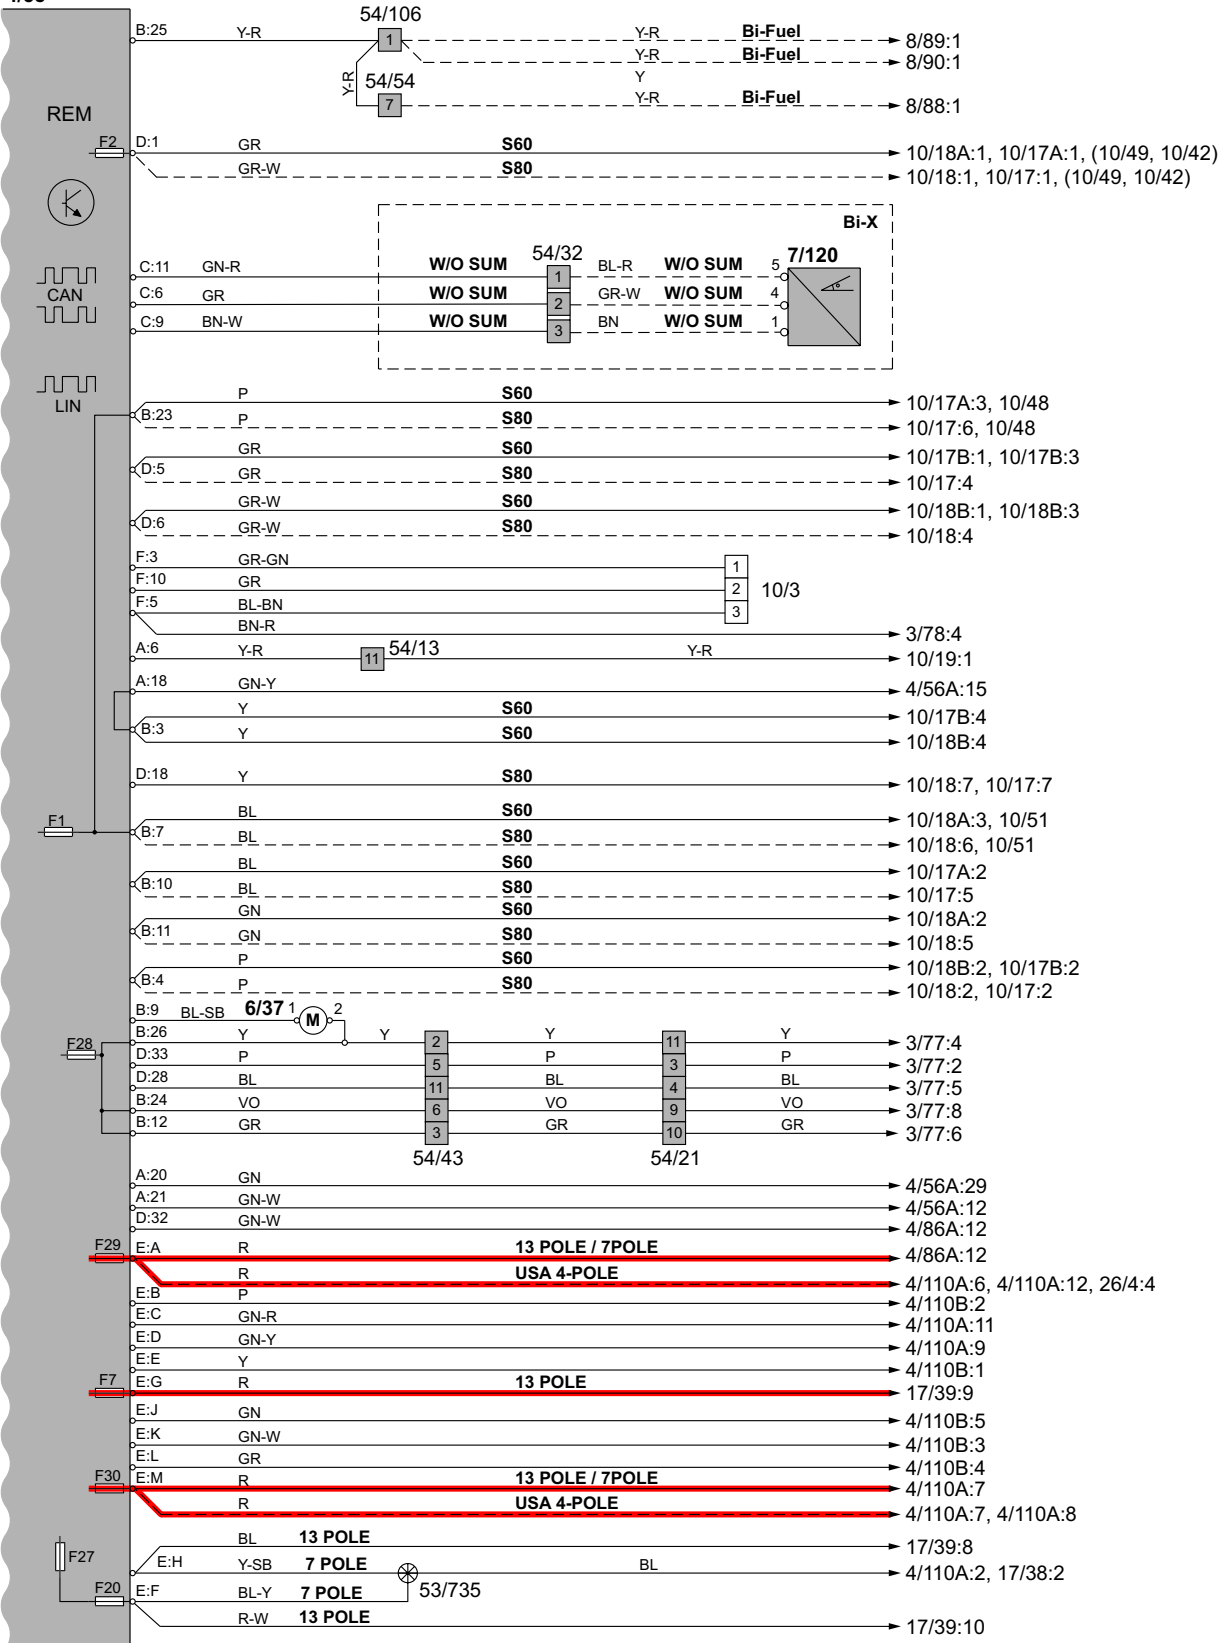 54/106
B:25 Y-R 1 Y-R Bi-Fuel 8/89:1
Y-R Bi-Fuel 8/90:1
Y-R 54/54 Y
7 Y-R Bi-Fuel 8/88:1
REM
F2 D:1 GR S60 10/18A:1, 10/17A:1, (10/49, 10/42)
GR-W S80 10/18:1, 10/17:1, (10/49, 10/42)
Bi-X
54/32 7/120
C:11 GN-R W/O SUM 1 BL-R W/O SUM 5
CAN C:6 GR W/O SUM 2 GR-W W/O SUM 4
C:9 BN-W W/O SUM 3 BN W/O SUM 1
LIN
P S60 10/17A:3, 10/48
B:23 P S80 10/17:6, 10/48
GR S60 10/17B:1, 10/17B:3
D:5 GR S80 10/17:4
GR-W S60 10/18B:1, 10/18B:3
D:6 GR-W S80 10/18:4
F:3 GR-GN 1
F:10 GR 2 10/3
F:5 BL-BN 3
BN-R 3/78:4
A:6 Y-R 11 54/13 Y-R 10/19:1
A:18 GN-Y 4/56A:15
Y S60 10/17B:4
B:3 Y S60 10/18B:4
D:18 Y S80 10/18:7, 10/17:7
F1 BL S60 10/18A:3, 10/51
B:7 BL S80 10/18:6, 10/51
BL S60 10/17A:2
B:10 BL S80 10/17:5
GN S60 10/18A:2
B:11 GN S80 10/18:5
P S60 10/18B:2, 10/17B:2
B:4 P S80 10/18:2, 10/17:2
B:9 BL-SB 6/37 1 M 2
F28 B:26 Y Y 2 Y 11 Y 3/77:4
D:33 P 5 P 3 P 3/77:2
D:28 BL 11 BL 4 BL 3/77:5
B:24 VO 6 VO 9 VO 3/77:8
B:12 GR 3 GR 10 GR 3/77:6
54/43 54/21
A:20 GN 4/56A:29
A:21 GN-W 4/56A:12
D:32 GN-W 4/86A:12
F29 E:A R 13 POLE / 7POLE 4/86A:12
R USA 4-POLE 4/110A:6, 4/110A:12, 26/4:4
E:B P 4/110B:2
E:C GN-R 4/110A:11
E:D GN-Y 4/110A:9
E:E Y 4/110B:1
F7 E:G R 13 POLE 17/39:9
E:J GN 4/110B:5
E:K GN-W 4/110B:3
E:L GR 4/110B:4
F30 E:M R 13 POLE / 7POLE 4/110A:7
R USA 4-POLE 4/110A:7, 4/110A:8
BL 13 POLE 17/39:8
F27 E:H Y-SB 7 POLE BL 4/110A:2, 17/38:2
F20 E:F BL-Y 7 POLE 53/735
R-W 13 POLE 17/39:10